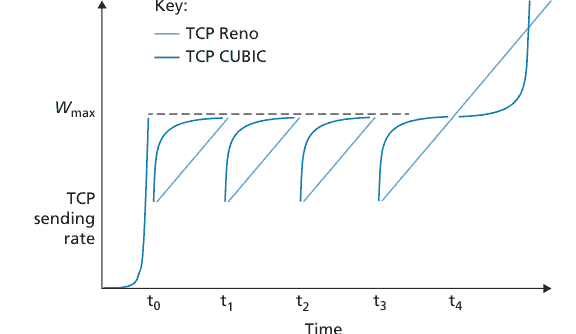 Key:
TCP Reno
TCP CUBIC
Wmax
TCP
sending
rate
t0 t1 t2 t3 t4
Time